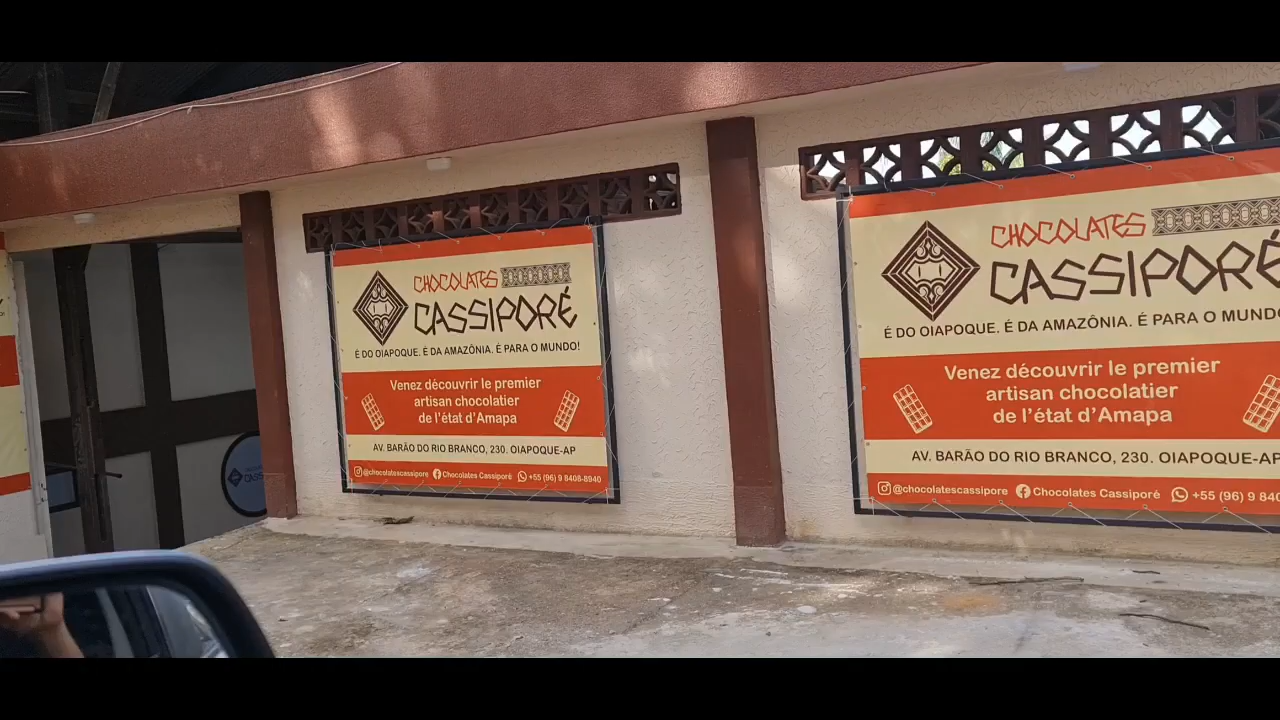 CHOCOLATES
CASSIPORÉ
É DO OIAPOQUE. É DA AMAZÔNIA. É PARA O MUNDO!
Venez découvrir le premier
artisan chocolatier
de l'état d'Amapa
AV. BARÃO DO RIO BRANCO, 230. OIAPOQUE-AP
@chocolatescassipore Chocolates Cassiporé +55 (96) 9 8408-8940
CHOCOLATES
CASSIPORÉ
É DO OIAPOQUE. É DA AMAZÔNIA. É PARA O MUNDO
Venez découvrir le premier
artisan chocolatier
de l'état d'Amapa
AV. BARÃO DO RIO BRANCO, 230. OIAPOQUE-AP
@chocolatescassipore Chocolates Cassiporé +55 (96) 9 840